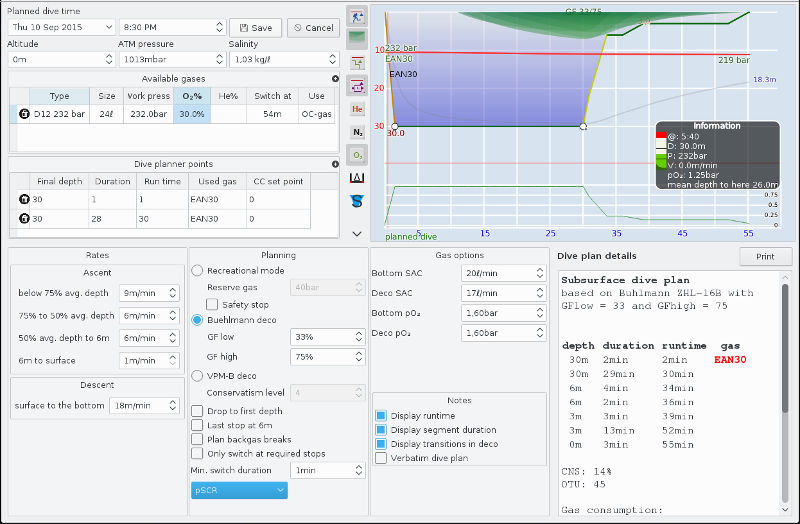 Planned dive time
Thu 10 Sep 2015
8:30 PM
Save
Cancel
Altitude
ATM pressure
Salinity
0m
1013mbar
1,03 kg/ℓ
Available gases
Type Size Vork press O₂% He% Switch at Use
D12 232 bar 24ℓ 232.0bar 30.0% 54m OC-gas
Dive planner points
Final depth Duration Run time Used gas CC set point
30 1 1 EAN30 0
30 28 30 EAN30 0
He
N₂
O₂
S
GF 33/75
10
232 bar
EAN30
EAN30
219 bar
20
18.3m
30
30.0
Information
@: 5:40
D: 30.0m
P: 232bar
V: 0.0m/min
pO₂: 1.25bar
mean depth to here 26.0m
0.75
0.5
0.25
0
5 15 25 35 45 55
planned dive
Rates
Ascent
below 75% avg. depth 9m/min
75% to 50% avg. depth 6m/min
50% avg. depth to 6m 6m/min
6m to surface 1m/min
Descent
surface to the bottom 18m/min
Planning
Recreational mode
Reserve gas 40bar
Safety stop
Buehlmann deco
GF low 33%
GF high 75%
VPM-B deco
Conservatism level 4
Drop to first depth
Last stop at 6m
Plan backgas breaks
Only switch at required stops
Min. switch duration 1min
pSCR
Gas options
Bottom SAC 20ℓ/min
Deco SAC 17ℓ/min
Bottom pO₂ 1,60bar
Deco pO₂ 1,60bar
Notes
Display runtime
Display segment duration
Display transitions in deco
Verbatim dive plan
Dive plan details
Print
Subsurface dive plan
based on Buhlmann ZHL-16B with
GFlow = 33 and GFhigh = 75
depth duration runtime gas
30m 2min 2min EAN30
30m 29min 30min
6m 4min 34min
6m 2min 36min
3m 3min 39min
3m 13min 52min
0m 3min 55min
CNS: 14%
OTU: 45
Gas consumption: